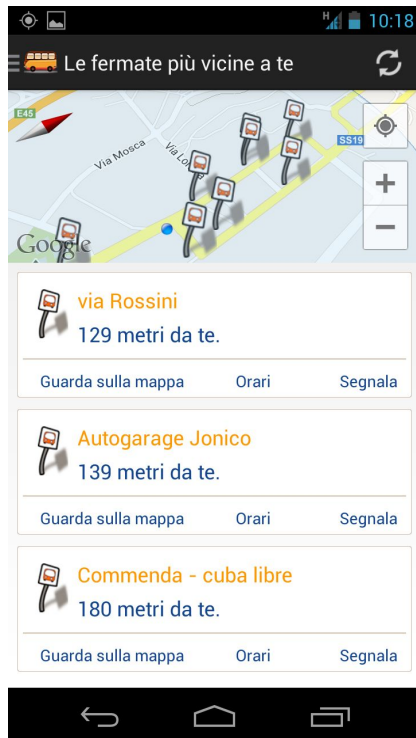 H 10:18
Le fermate più vicine a te
E45
Via Mosca
SS19
Google
via Rossini
129 metri da te.
Guarda sulla mappa Orari Segnala
Autogarage Jonico
139 metri da te.
Guarda sulla mappa Orari Segnala
Commenda - cuba libre
180 metri da te.
Guarda sulla mappa Orari Segnala